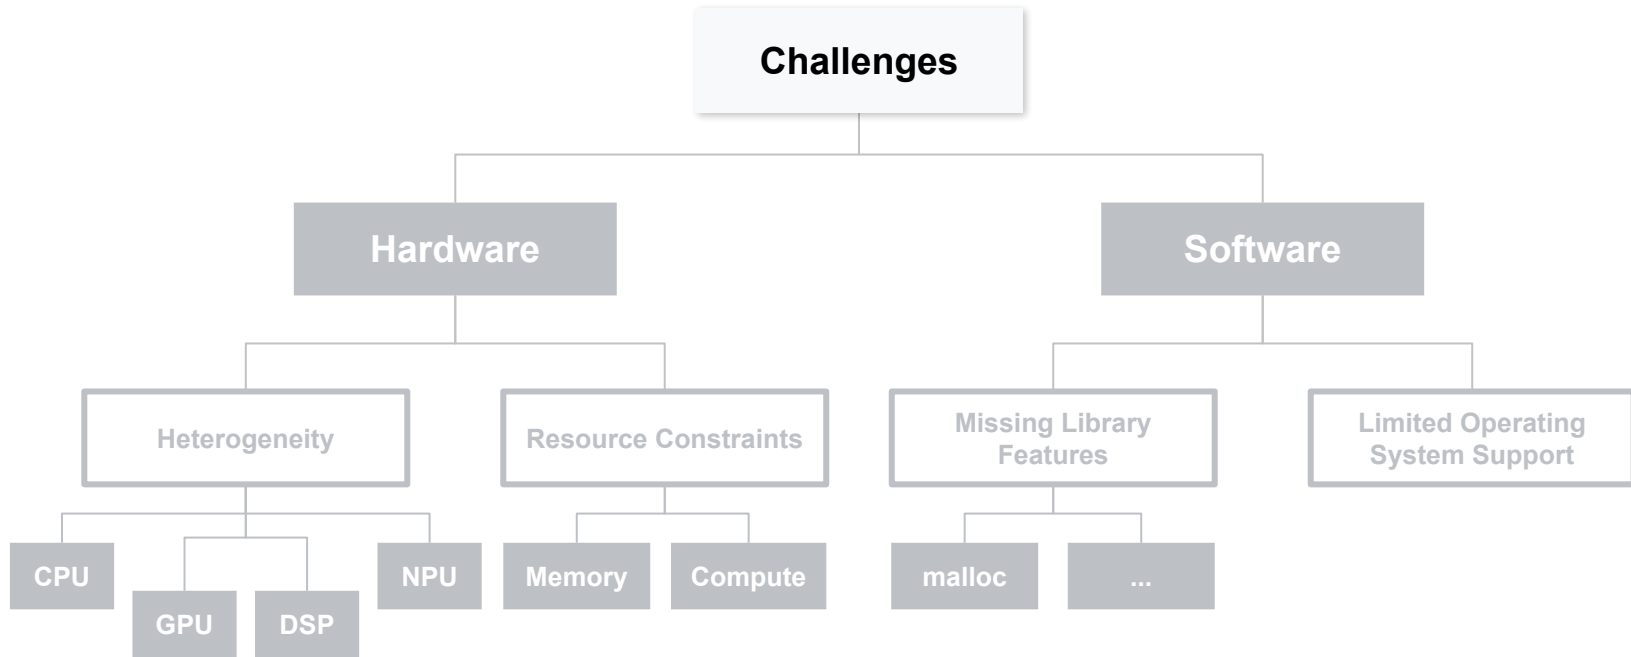 Challenges
Hardware
Software
Heterogeneity
Resource Constraints
Missing Library
Features
Limited Operating
System Support
CPU
GPU
DSP
NPU
Memory
Compute
malloc
...